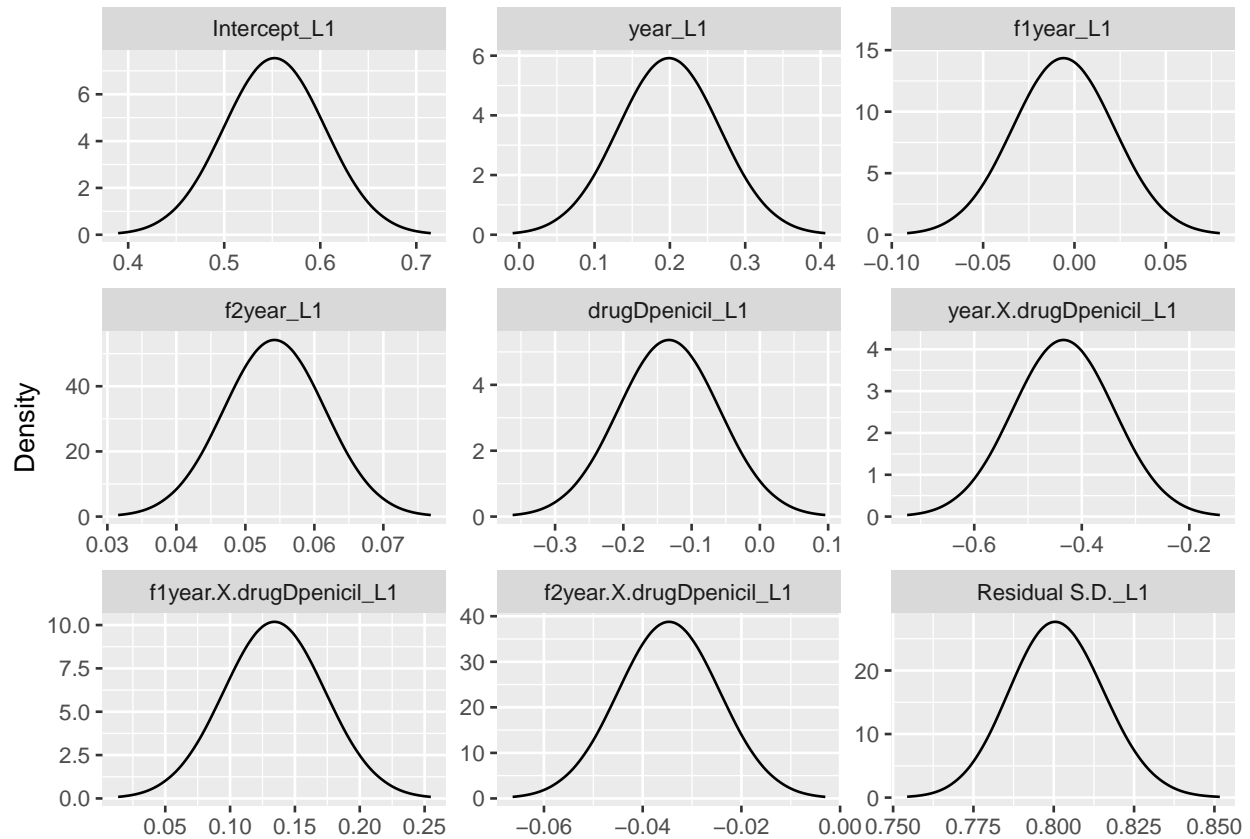 Intercept_L1
year_L1
f1year_L1
0
2
4
6
0.4 0.5 0.6 0.7
0
2
4
6
0.0 0.1 0.2 0.3 0.4
0
5
10
15
−0.10 −0.05 0.00 0.05
f2year_L1
drugDpenicil_L1
year.X.drugDpenicil_L1
0
20
40
0.03 0.04 0.05 0.06 0.07
0
2
4
−0.3 −0.2 −0.1 0.0 0.1
0
1
2
3
4
−0.6 −0.4 −0.2
f1year.X.drugDpenicil_L1
f2year.X.drugDpenicil_L1
Residual S.D._L1
0.0
2.5
5.0
7.5
10.0
0.05 0.10 0.15 0.20 0.25
0
10
20
30
40
−0.06 −0.04 −0.02 0.00
0
10
20
0.750 0.775 0.800 0.825 0.850
Density